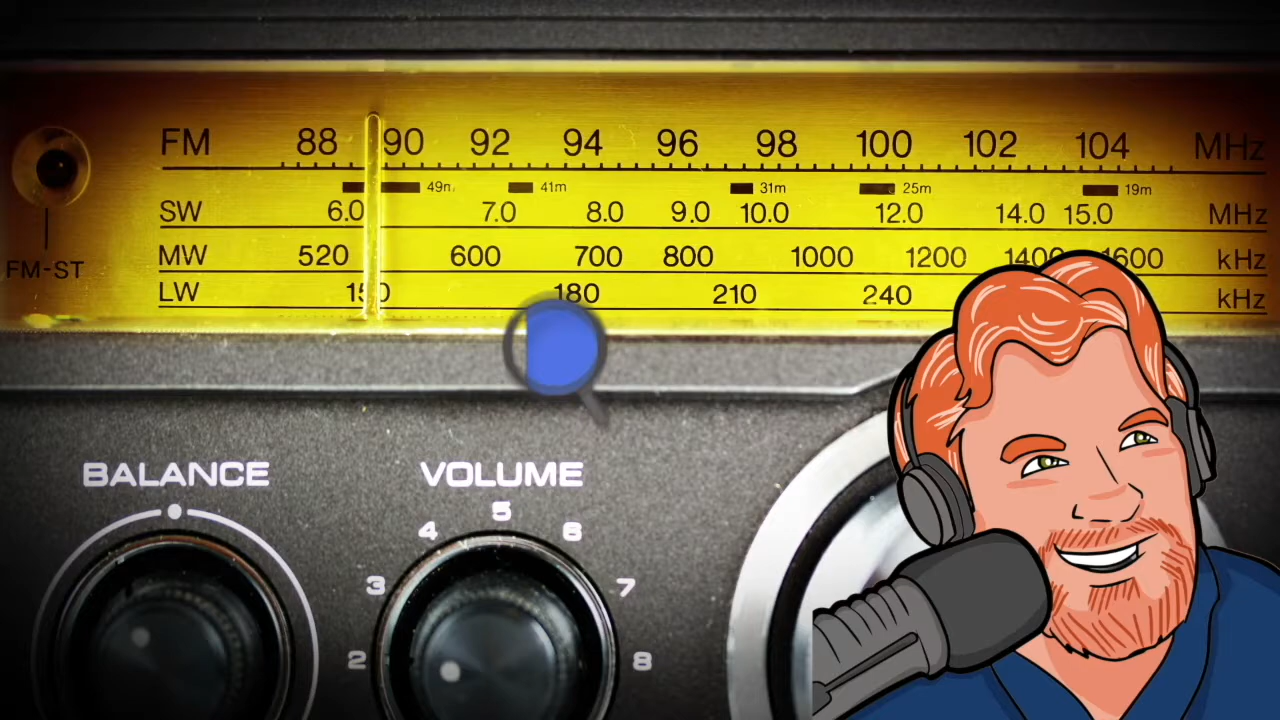 FM 88 90 92 94 96 98 100 102 104 MHz
49m 41m 31m 25m 19m
SW 6.0 7.0 8.0 9.0 10.0 12.0 14.0 15.0 MHz
MW 520 600 700 800 1000 1200 1400 1600 kHz
FM-ST
LW 150 180 210 240 kHz
BALANCE
VOLUME
2 3 4 5 6 7 8